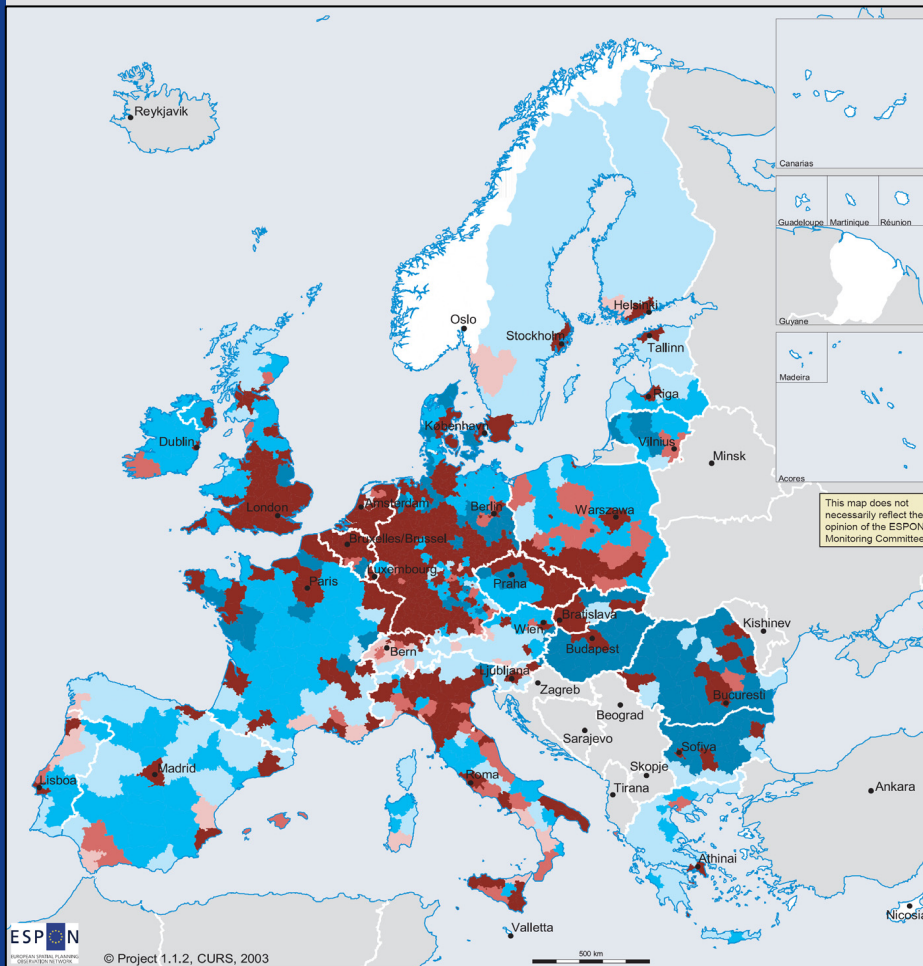 Reykjavik
Canarias
Guadeloupe
Martinique
Réunion
Guyane
Helsinki
Oslo
Stockholm
Tallinn
Madeira
Riga
København
Dublin
Vilnius
Minsk
Acores
London
Amsterdam
Berlin
Warszawa
This map does not
necessarily reflect the
opinion of the ESPON
Monitoring Committee
Bruxelles/Brussel
Luxembourg
Paris
Praha
Kishinev
Wien
Bratislava
Budapest
Bern
Ljubljana
Zagreb
Bucuresti
Beograd
Sarajevo
Sofiya
Skopje
Madrid
Roma
Lisboa
Tirana
Ankara
Athinai
Nicosia
Valletta
ESPON
EUROPEAN SPATIAL PLANNING
OBSERVATION NETWORK
© Project 1.1.2, CURS, 2003
500 km